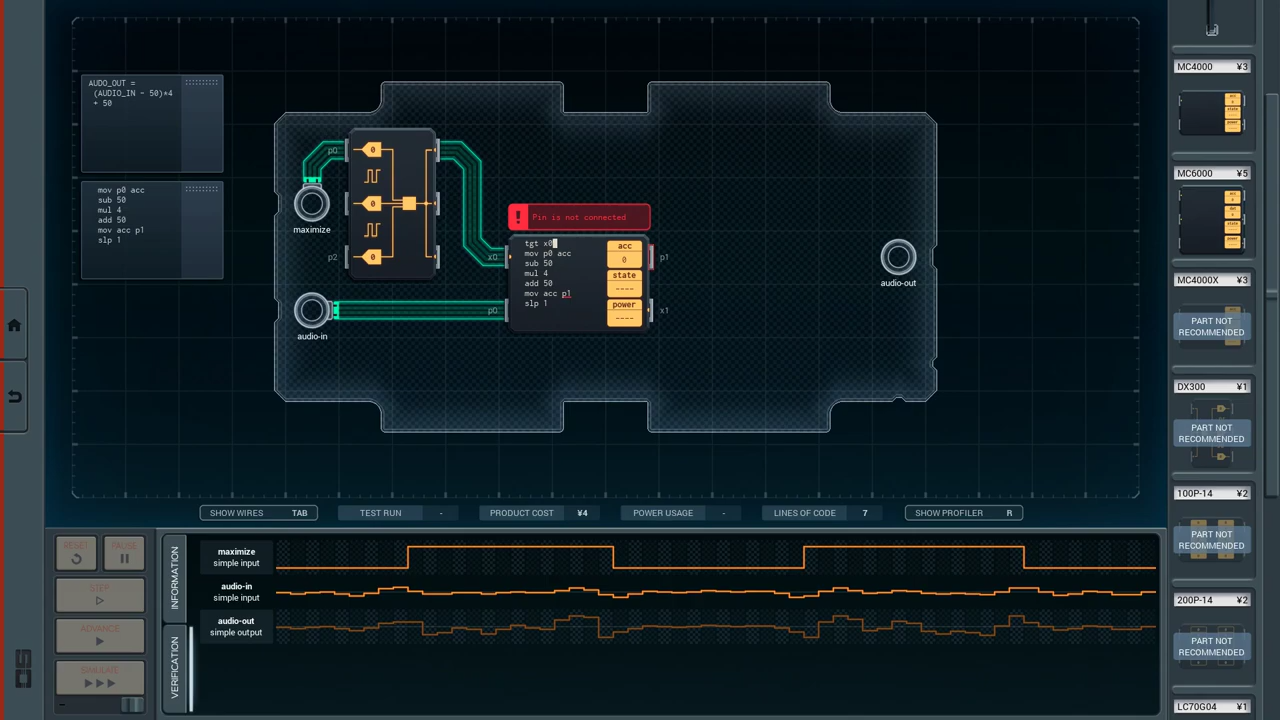 AUDO_OUT =
(AUDIO_IN - 50)*4
+ 50
mov p0 acc
sub 50
mul 4
add 50
mov acc p1
slp 1
p0
0
0
p2
0
maximize
audio-in
! Pin is not connected
x0
p0
tgt x0
mov p0 acc
sub 50
mul 4
add 50
mov acc p1
slp 1
acc
0
state
----
power
----
p1
x1
audio-out
MC4000 ¥3
MC6000 ¥5
MC4000X ¥3
PART NOT
RECOMMENDED
DX300 ¥1
PART NOT
RECOMMENDED
100P-14 ¥2
PART NOT
RECOMMENDED
200P-14 ¥2
PART NOT
RECOMMENDED
LC70G04 ¥1
SHOW WIRES TAB
TEST RUN -
PRODUCT COST ¥4
POWER USAGE -
LINES OF CODE 7
SHOW PROFILER R
RESET
PAUSE
STEP
ADVANCE
SIMULATE
INFORMATION
VERIFICATION
maximize
simple input
audio-in
simple input
audio-out
simple output